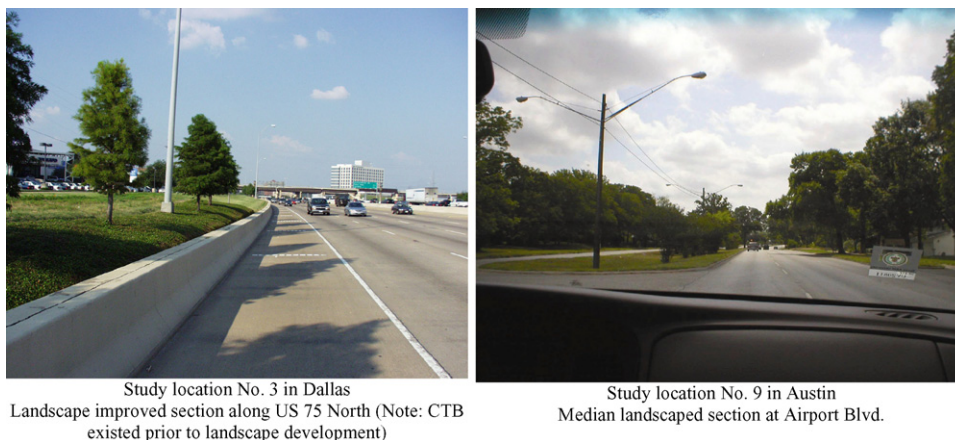 Study location No. 3 in Dallas
Landscape improved section along US 75 North (Note: CTB
existed prior to landscape development)
Study location No. 9 in Austin
Median landscaped section at Airport Blvd.